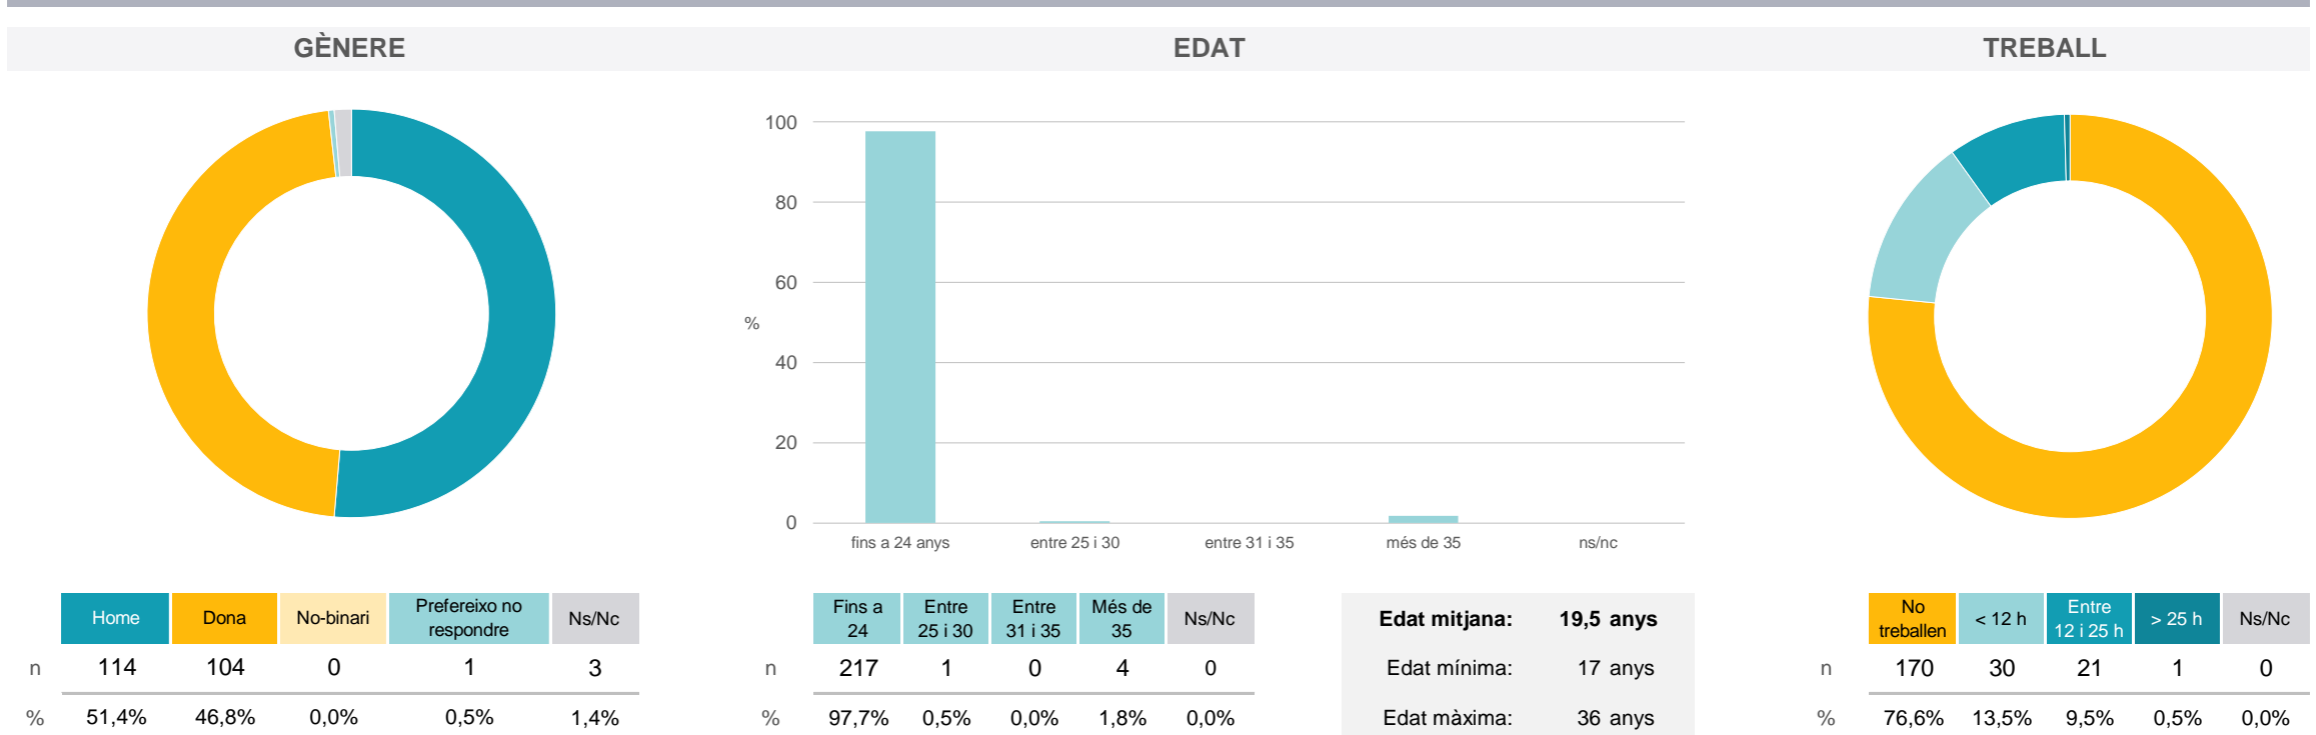 GÈNERE
EDAT
TREBALL
100
80
60
%
40
20
0
fins a 24 anys
entre 25 i 30
entre 31 i 35
més de 35
ns/nc
Home Dona No-binari Prefereixo no respondre Ns/Nc
n 114 104 0 1 3
% 51,4% 46,8% 0,0% 0,5% 1,4%
Fins a 24 Entre 25 i 30 Entre 31 i 35 Més de 35 Ns/Nc
n 217 1 0 4 0
% 97,7% 0,5% 0,0% 1,8% 0,0%
Edat mitjana: 19,5 anys
Edat mínima: 17 anys
Edat màxima: 36 anys
No treballen < 12 h Entre 12 i 25 h > 25 h Ns/Nc
n 170 30 21 1 0
% 76,6% 13,5% 9,5% 0,5% 0,0%